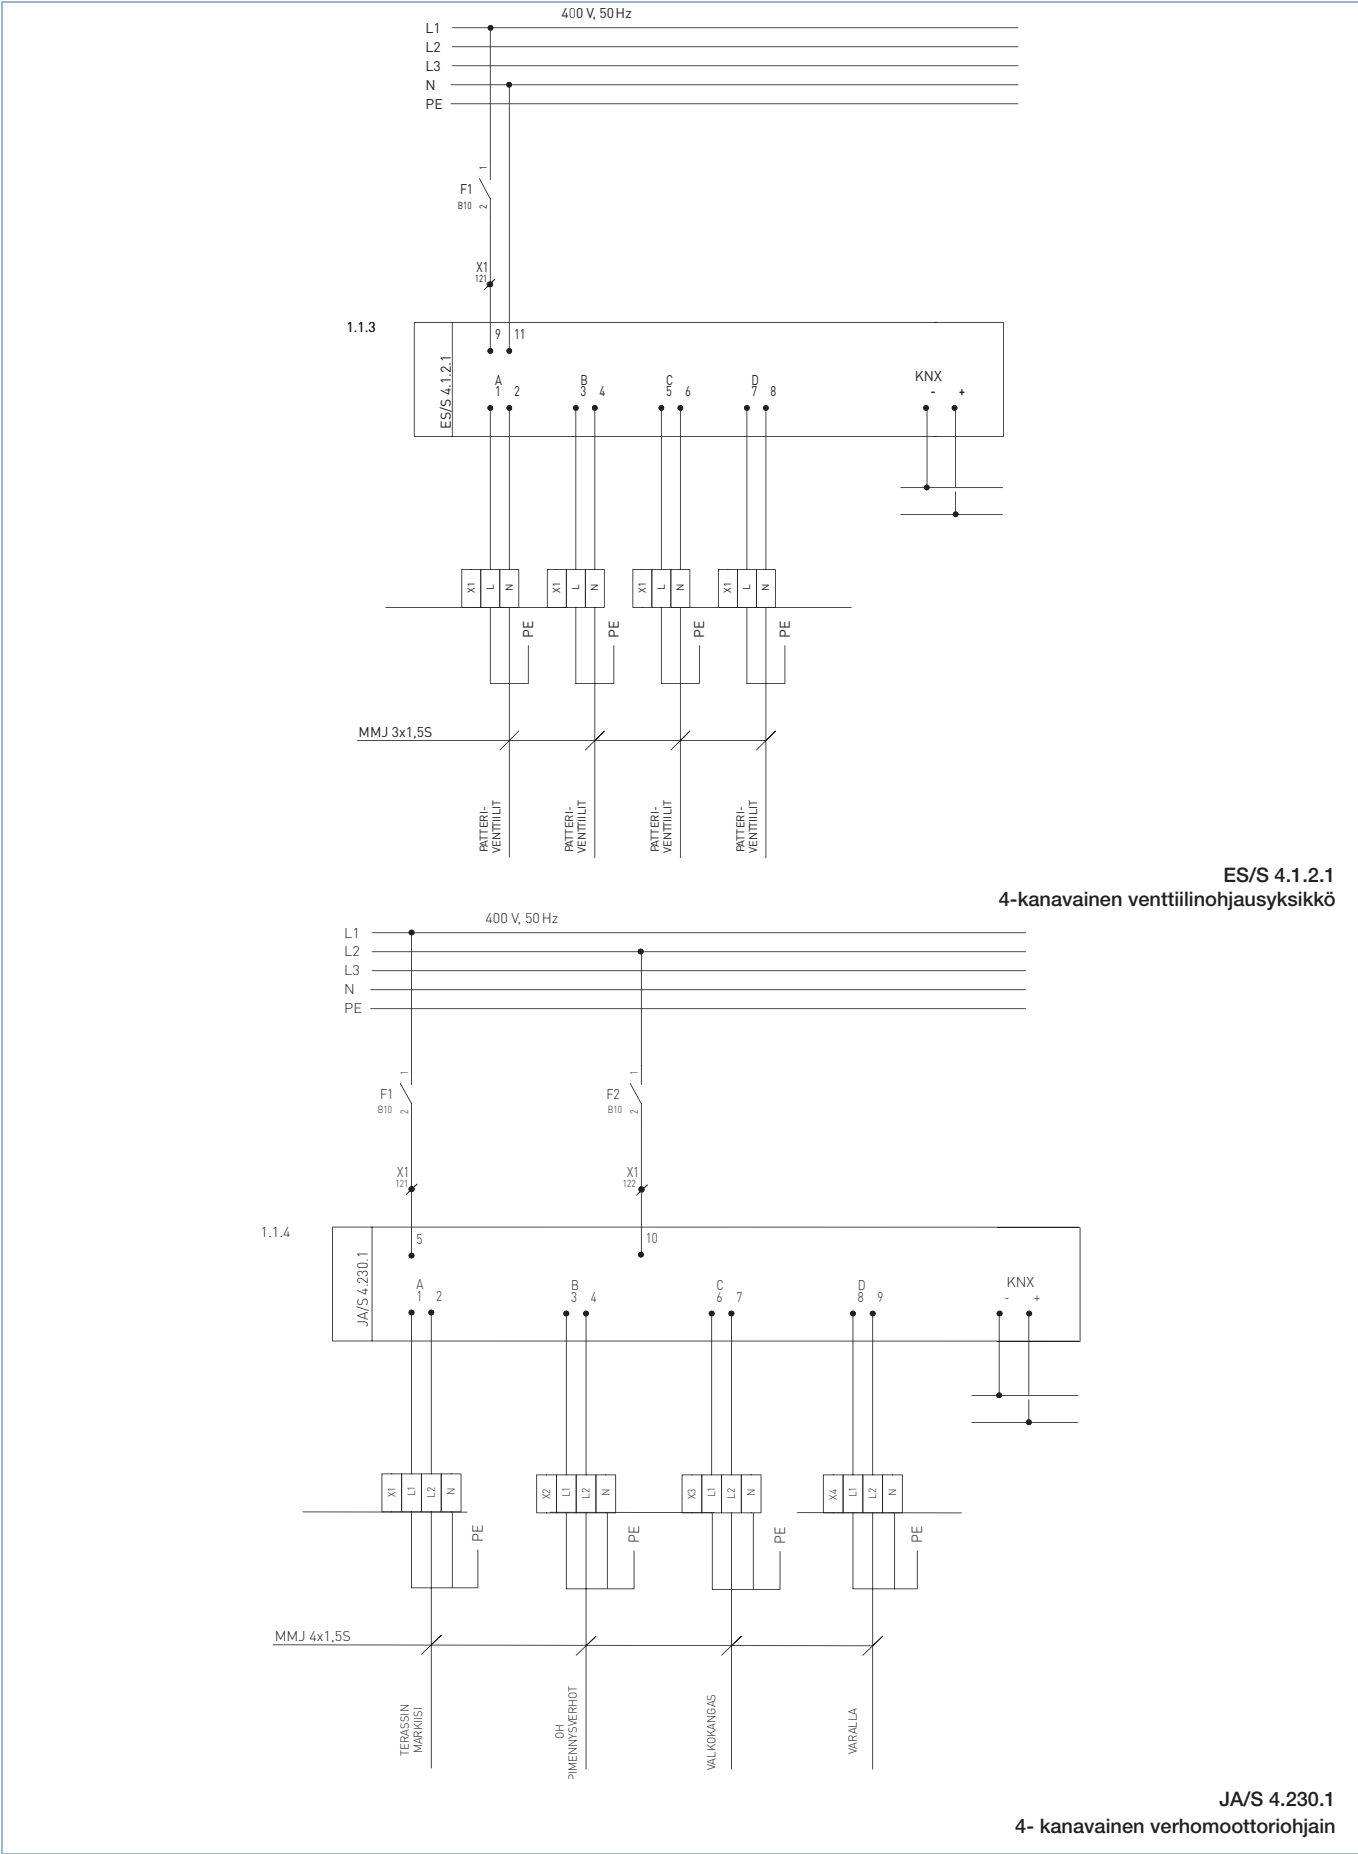 400 V, 50 Hz
L1
L2
L3
N
PE
1
F1
B10 2
X1
121
1.1.3
9 11
ES/S 4.1.2.1
A B C D
1 2 3 4 5 6 7 8
KNX
- +
X1 L N X1 L N X1 L N X1 L N
PE PE PE PE
MMJ 3x1,5S
PATTERI-
VENTTIILIT
PATTERI-
VENTTIILIT
PATTERI-
VENTTIILIT
PATTERI-
VENTTIILIT
ES/S 4.1.2.1
4-kanavainen venttiilinohjausyksikkö
400 V, 50 Hz
L1
L2
L3
N
PE
1 1
F1 F2
B10 2 B10 2
X1 X1
121 122
1.1.4
5 10
JA/S 4.230.1
A B C D
1 2 3 4 6 7 8 9
KNX
- +
X1 L1 L2 N X2 L1 L2 N X3 L1 L2 N X4 L1 L2 N
PE PE PE PE
MMJ 4x1,5S
TERASSIN
MARKIISI
OH
PIMENNYSVERHOT
VALKOKANGAS
VARALLA
JA/S 4.230.1
4- kanavainen verhomoottoriohjain